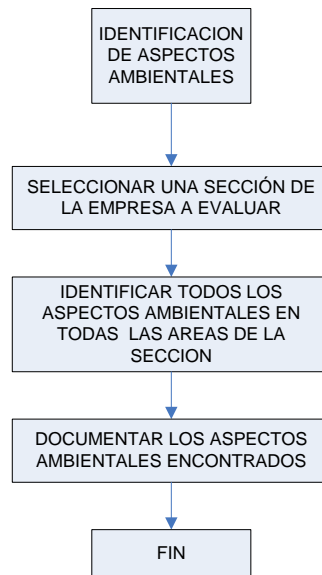 IDENTIFICACION
DE ASPECTOS
AMBIENTALES
SELECCIONAR UNA SECCIÓN DE
LA EMPRESA A EVALUAR
IDENTIFICAR TODOS LOS
ASPECTOS AMBIENTALES EN
TODAS LAS AREAS DE LA
SECCION
DOCUMENTAR LOS ASPECTOS
AMBIENTALES ENCONTRADOS
FIN